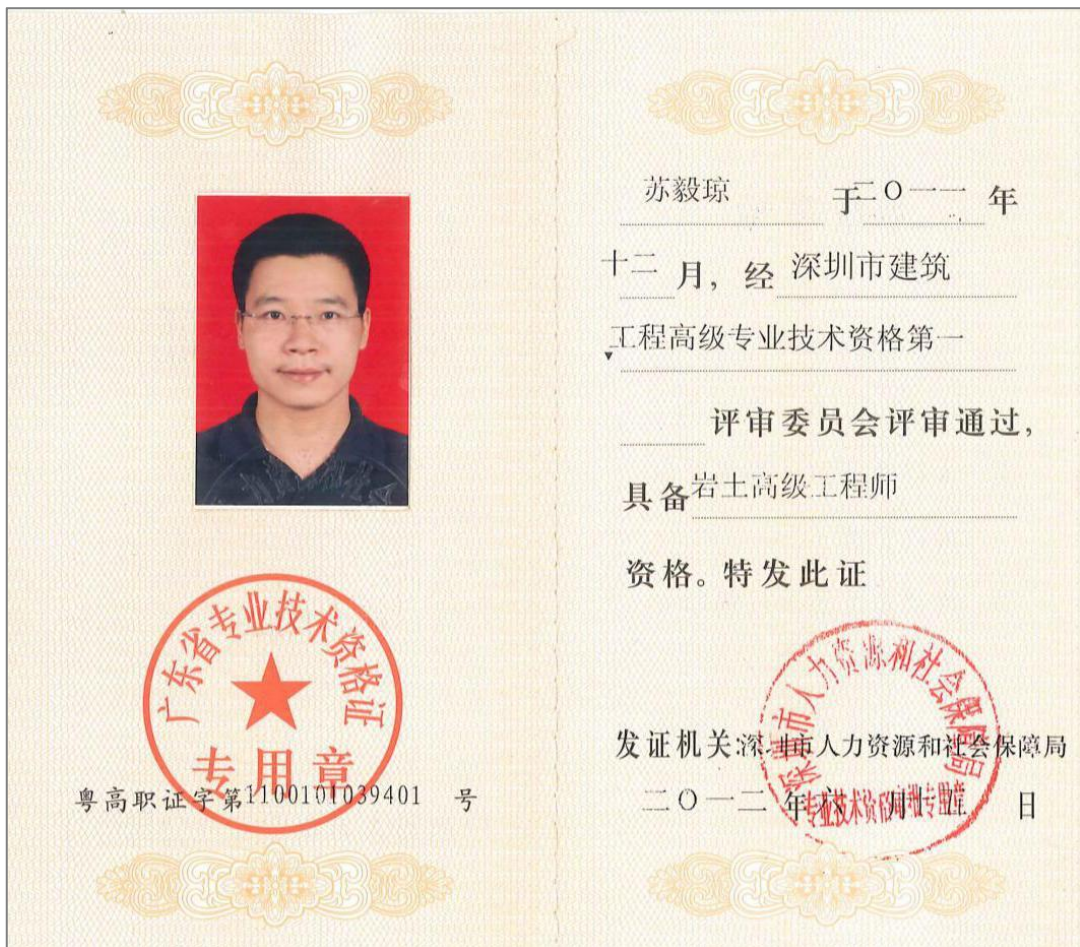 广东省专业技术资格证
专用章
粤高职证字第1100101039401 号
苏毅琼 于二〇一一年
十二月，经深圳市建筑
工程高级专业技术资格第一
评审委员会评审通过，
具备岩土高级工程师
资格。特发此证
深圳市人力资源和社会保障局
发证机关:深圳市人力资源和社会保障局
二〇一二年六月十五日